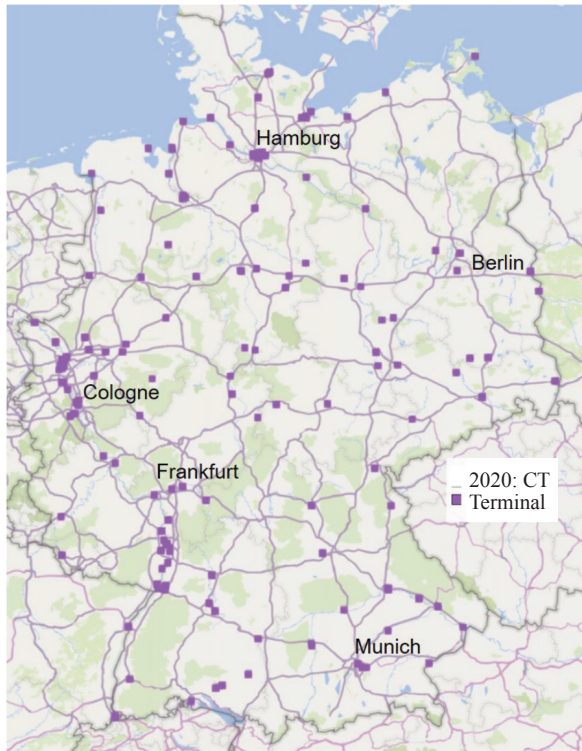 Hamburg
Berlin
Cologne
Frankfurt
2020: CT
Terminal
Munich